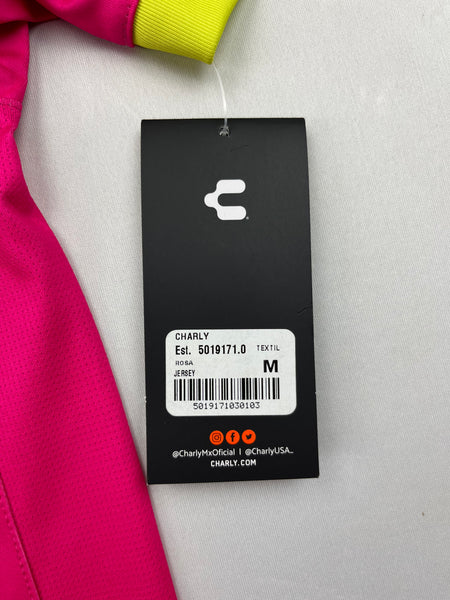 CHARLY
Est. 5019171.0 TEXTIL
ROSA
JERSEY M
5019171030103
@CharlyMxOficial | @CharlyUSA_
CHARLY.COM